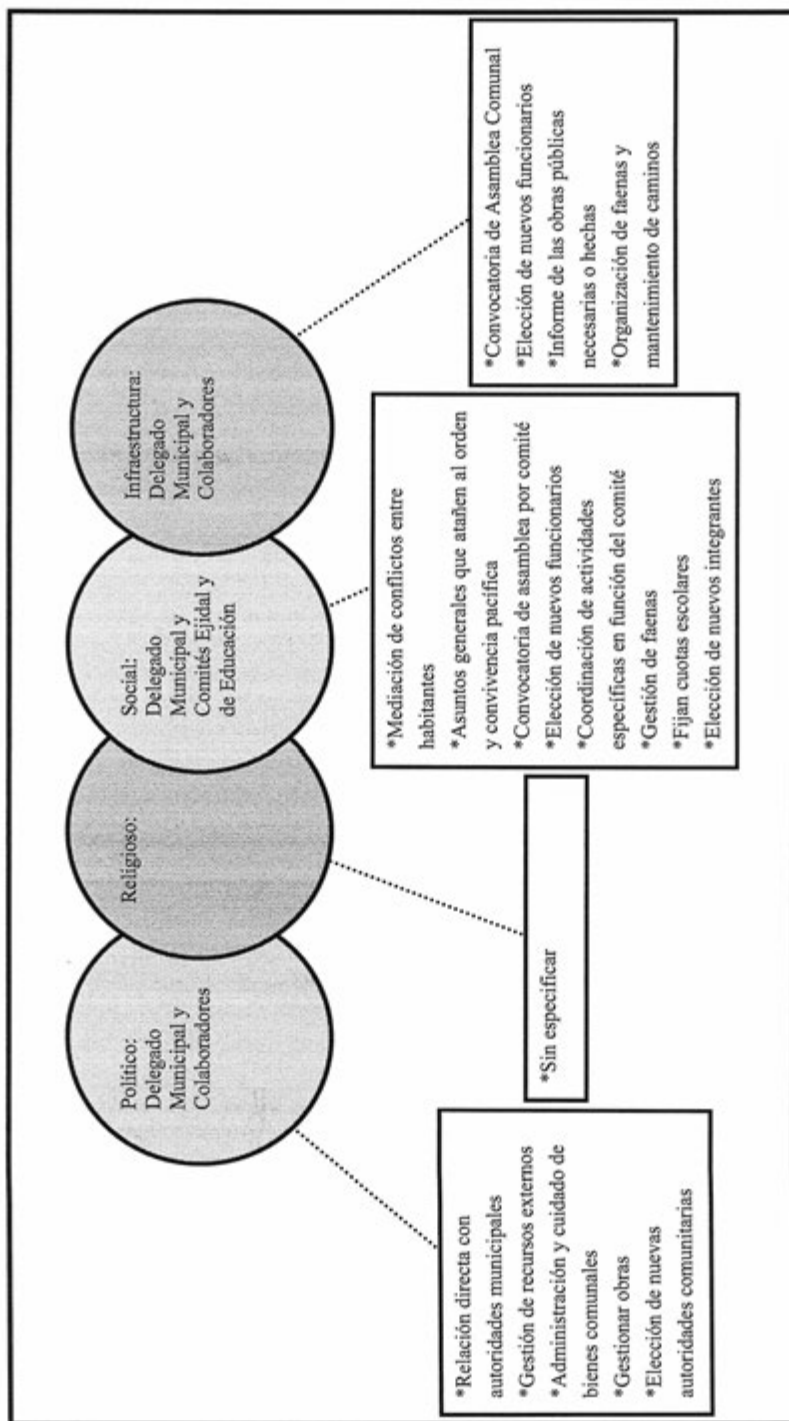 Político:
Delegado
Municipal y
Colaboradores
Religioso:
Social:
Delegado
Municipal y
Comités Ejidal y
de Educación
Infraestructura:
Delegado
Municipal y
Colaboradores
*Relación directa con
autoridades municipales
*Gestión de recursos externos
*Administración y cuidado de
bienes comunales
*Gestionar obras
*Elección de nuevas
autoridades comunitarias
*Sin especificar
*Mediación de conflictos entre
habitantes
*Asuntos generales que atañen al orden
y convivencia pacífica
*Convocatoria de asamblea por comité
*Elección de nuevos funcionarios
*Coordinación de actividades
específicas en función del comité
*Gestión de faenas
*Fijan cuotas escolares
*Elección de nuevos integrantes
*Convocatoria de Asamblea Comunal
*Elección de nuevos funcionarios
*Informe de las obras públicas
necesarias o hechas
*Organización de faenas y
mantenimiento de caminos